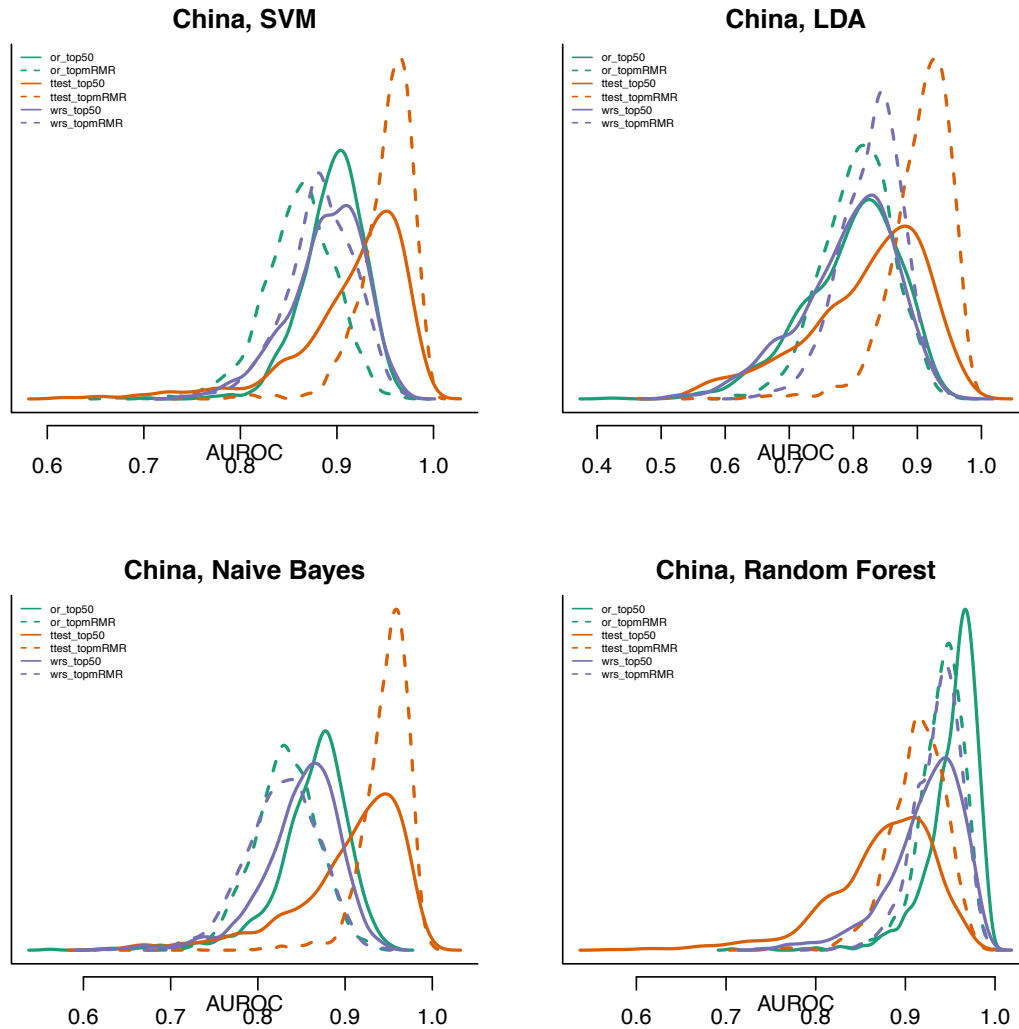 China, SVM
or_top50
or_topmRMR
ttest_top50
ttest_topmRMR
wrs_top50
wrs_topmRMR
0.6 0.7 0.8 0.9 1.0
AUROC
China, LDA
or_top50
or_topmRMR
ttest_top50
ttest_topmRMR
wrs_top50
wrs_topmRMR
0.4 0.5 0.6 0.7 0.8 0.9 1.0
AUROC
China, Naive Bayes
or_top50
or_topmRMR
ttest_top50
ttest_topmRMR
wrs_top50
wrs_topmRMR
0.6 0.7 0.8 0.9 1.0
AUROC
China, Random Forest
or_top50
or_topmRMR
ttest_top50
ttest_topmRMR
wrs_top50
wrs_topmRMR
0.6 0.7 0.8 0.9 1.0
AUROC